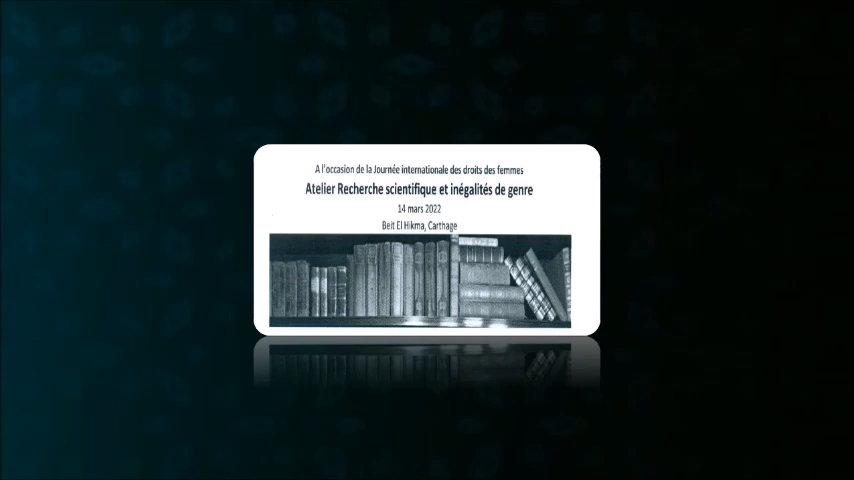 A l'occasion de la Journée internationale des droits des femmes
Atelier Recherche scientifique et inégalités de genre
14 mars 2022
Beit El Hikma, Carthage